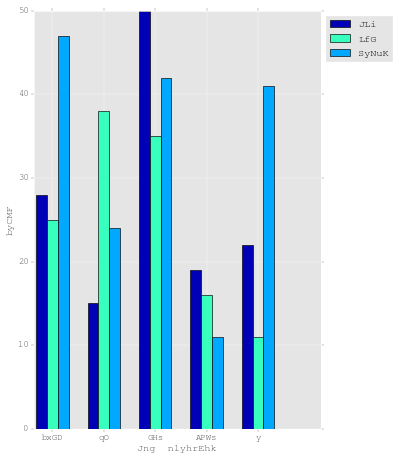 50
40
30
20
10
0
byCMF
bxGD qO GHs APWs y
Jng nlyhrEhk
JLi
LfG
SyNuK